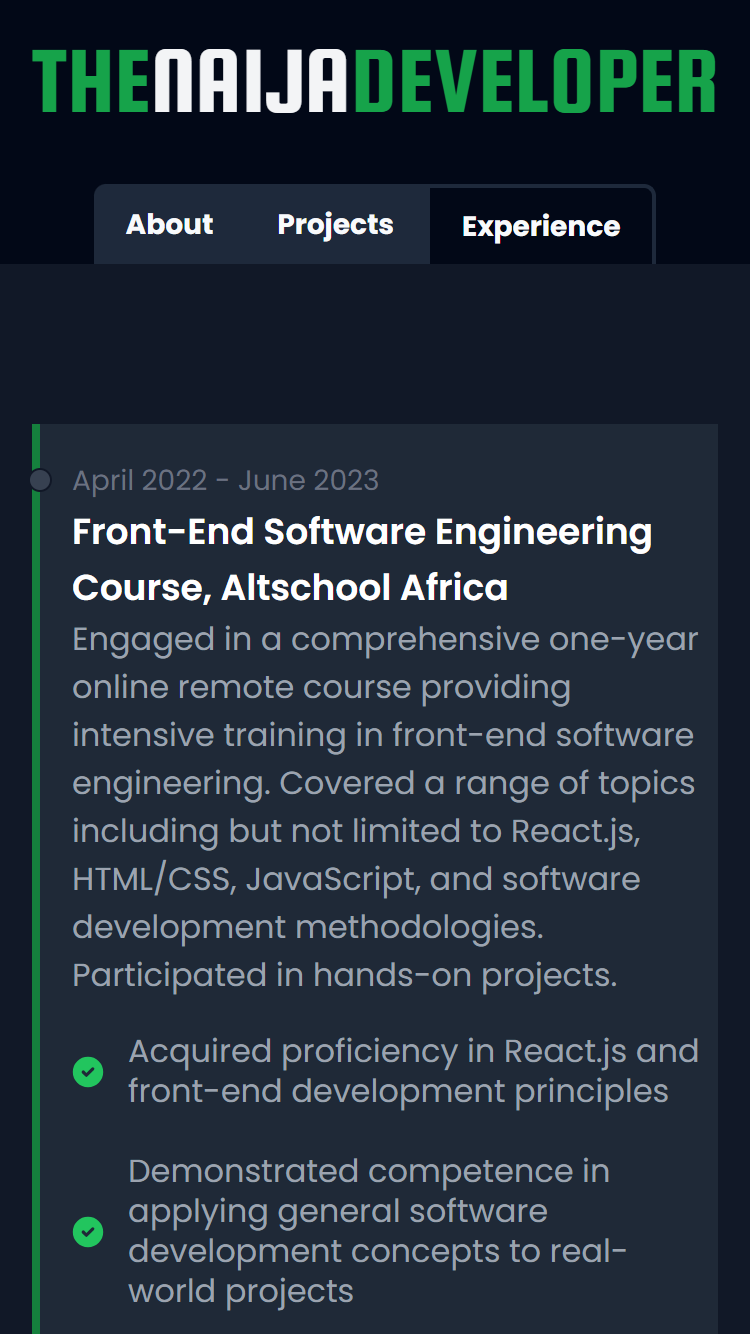 THENAIJADEVELOPER
About Projects Experience
April 2022 - June 2023
Front-End Software Engineering
Course, Altschool Africa
Engaged in a comprehensive one-year
online remote course providing
intensive training in front-end software
engineering. Covered a range of topics
including but not limited to React.js,
HTML/CSS, JavaScript, and software
development methodologies.
Participated in hands-on projects.
Acquired proficiency in React.js and
front-end development principles
Demonstrated competence in
applying general software
development concepts to real-
world projects